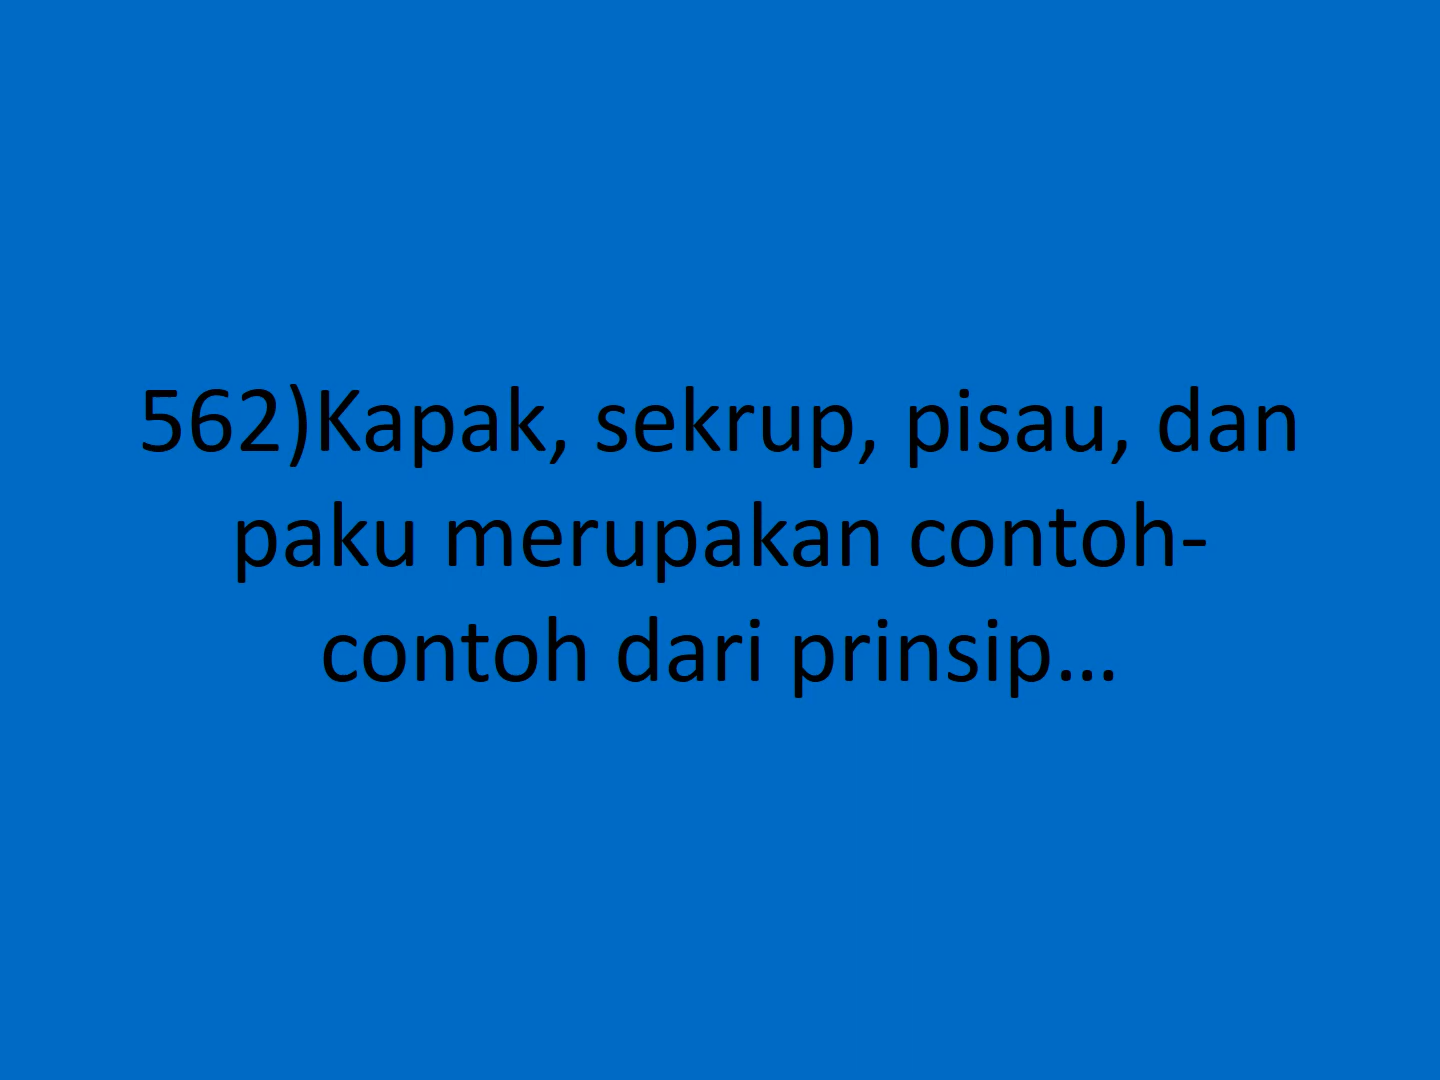 562)Kapak, sekrup, pisau, dan
paku merupakan contoh-
contoh dari prinsip…